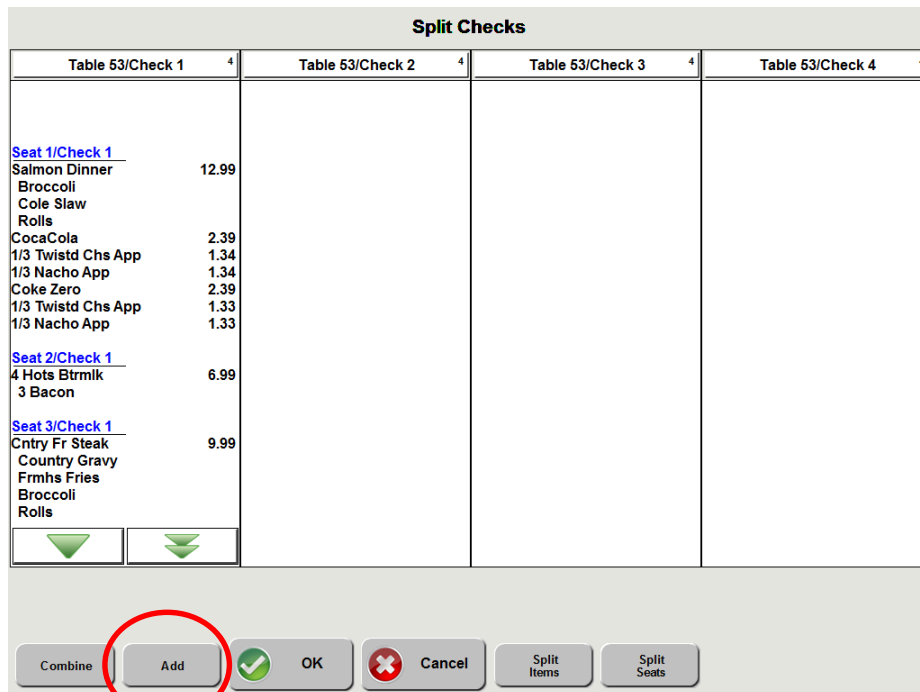 Split Checks
Table 53/Check 1 4 Table 53/Check 2 4 Table 53/Check 3 4 Table 53/Check 4
Seat 1/Check 1
Salmon Dinner 12.99
Broccoli
Cole Slaw
Rolls
CocaCola 2.39
1/3 Twistd Chs App 1.34
1/3 Nacho App 1.34
Coke Zero 2.39
1/3 Twistd Chs App 1.33
1/3 Nacho App 1.33
Seat 2/Check 1
4 Hots Btrmlk 6.99
3 Bacon
Seat 3/Check 1
Cntry Fr Steak 9.99
Country Gravy
Frmhs Fries
Broccoli
Rolls
Combine Add OK Cancel Split Items Split Seats